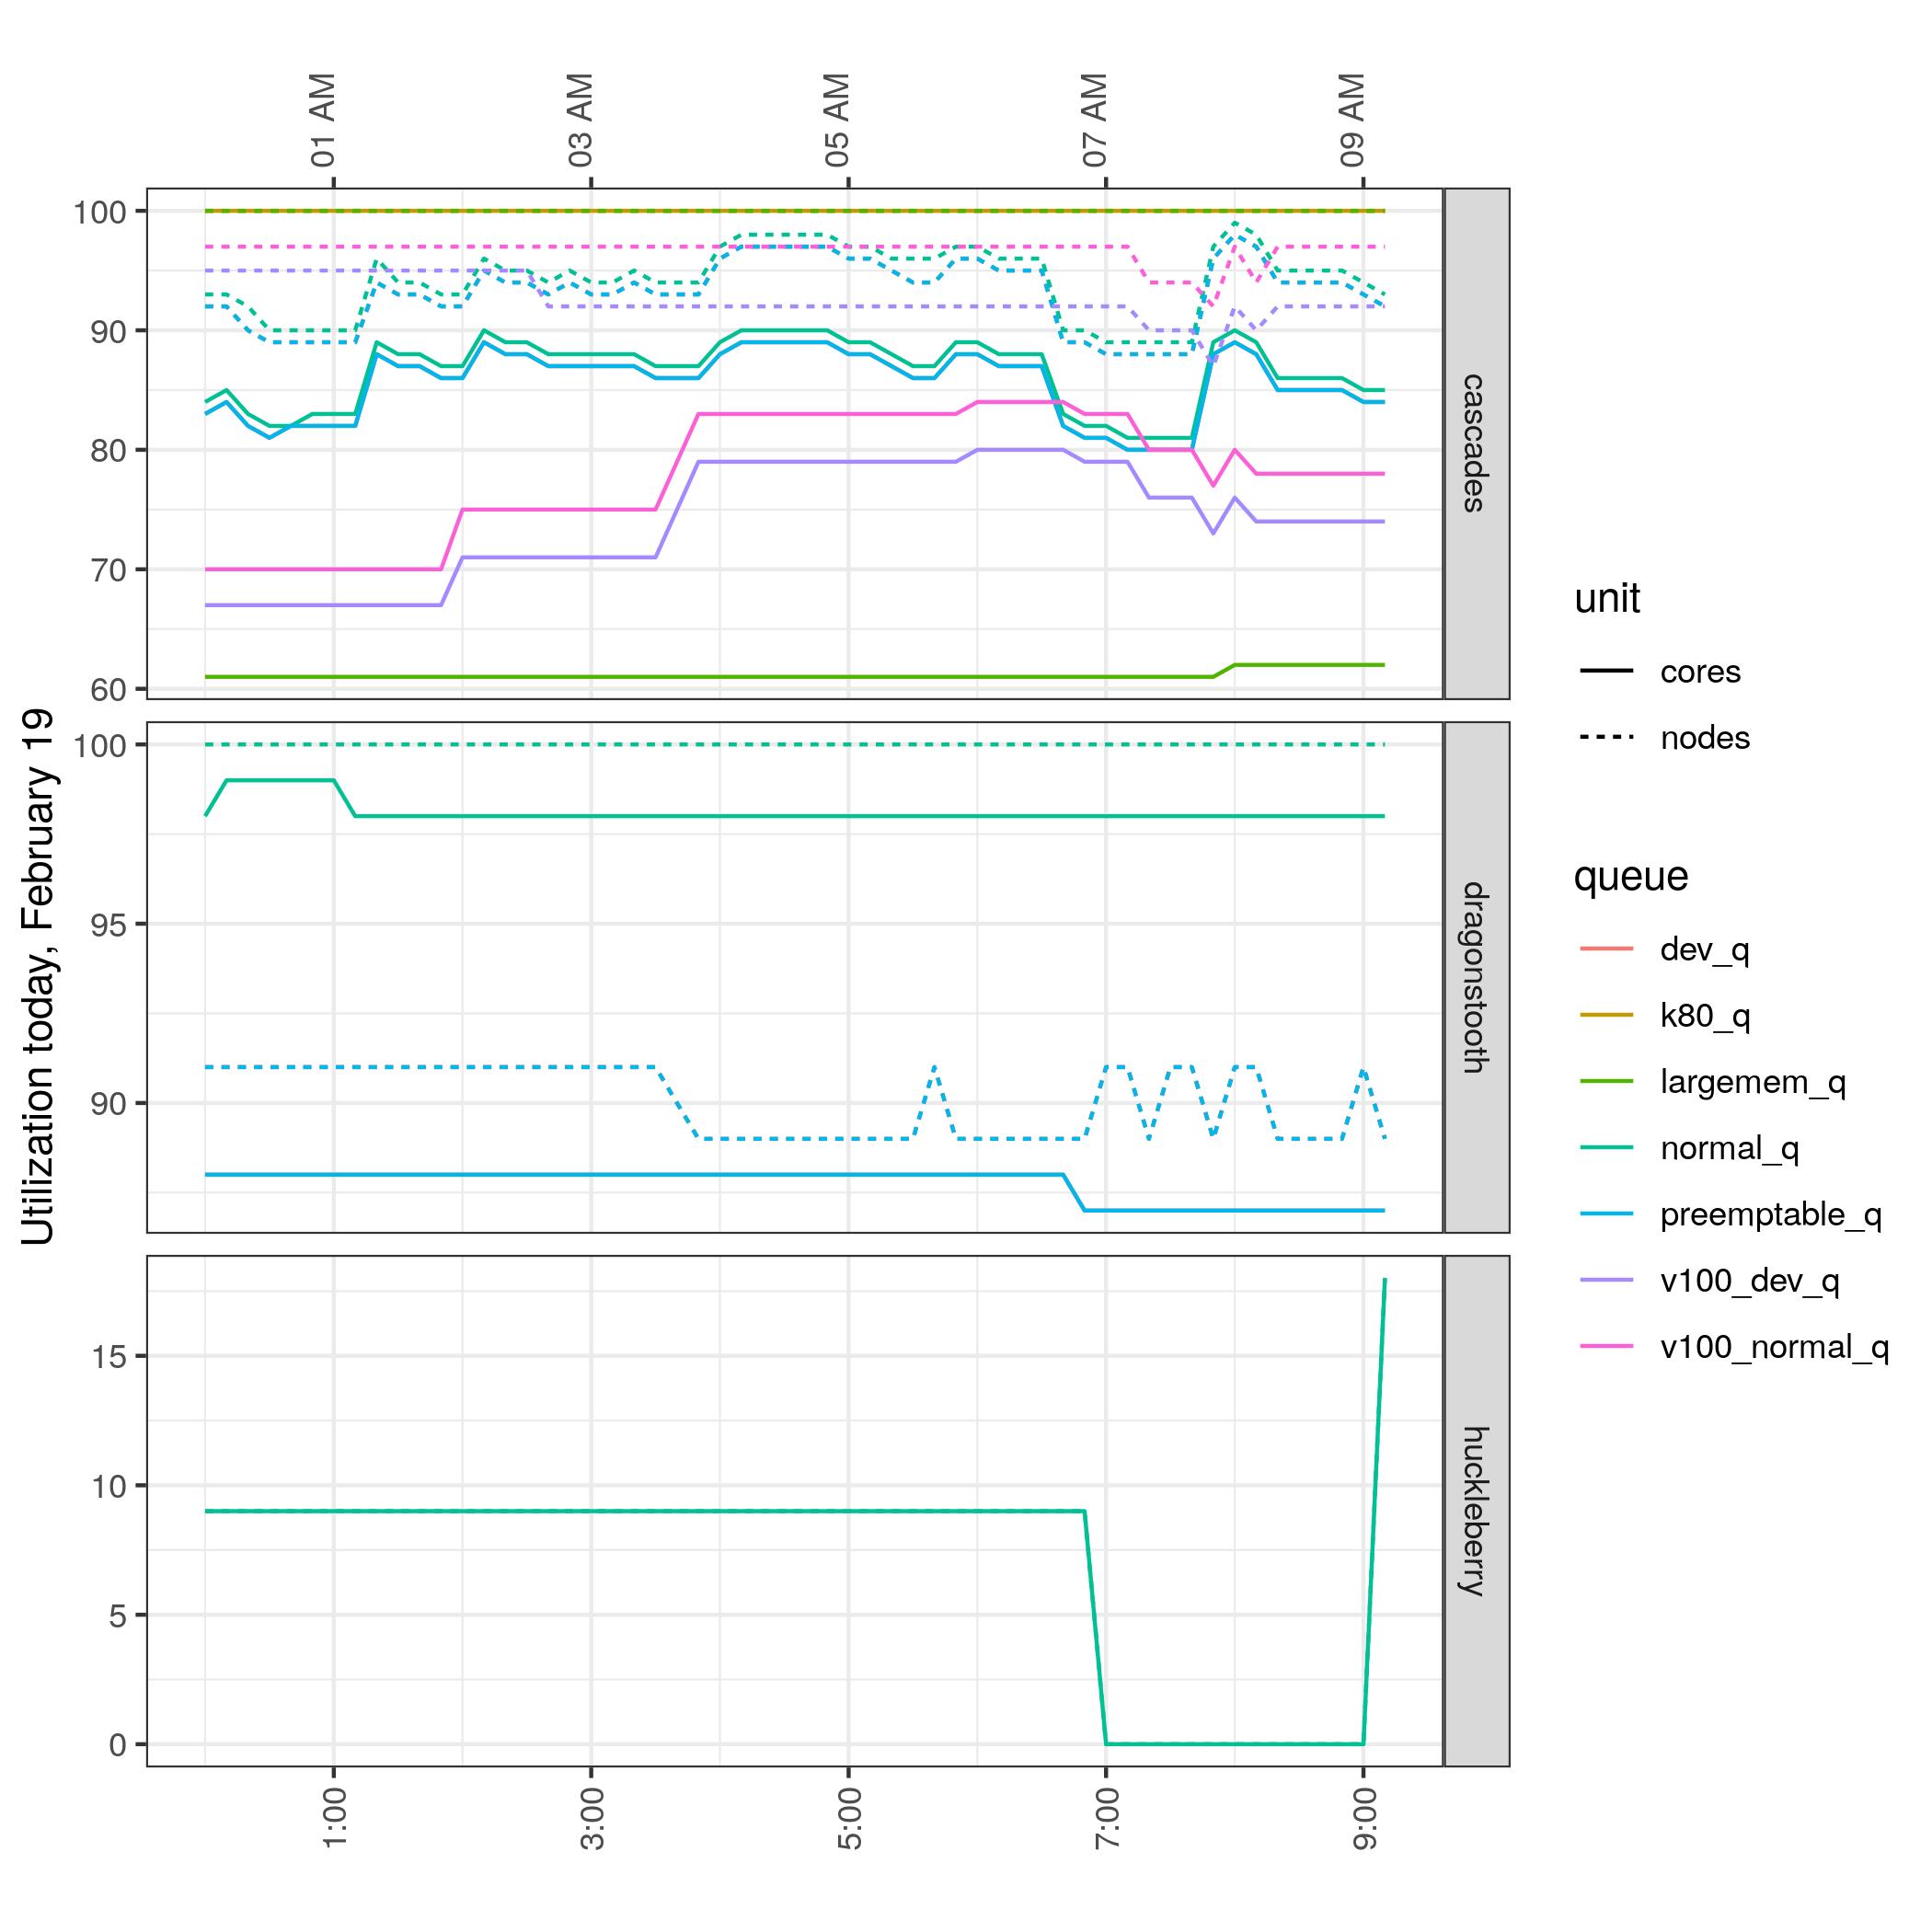 01 AM
03 AM
05 AM
07 AM
09 AM
Utilization today, February 19
100
90
80
70
60
cascades
100
95
90
dragonstooth
15
10
5
0
huckleberry
1:00
3:00
5:00
7:00
9:00
unit
cores
nodes
queue
dev_q
k80_q
largemem_q
normal_q
preemptable_q
v100_dev_q
v100_normal_q